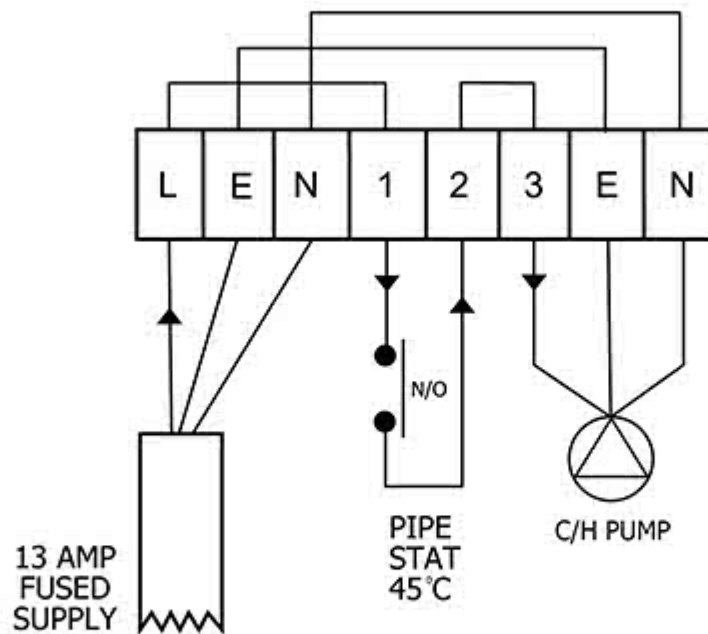 L E N 1 2 3 E N
N/O
13 AMP
FUSED
SUPPLY
PIPE
STAT
45°C
C/H PUMP